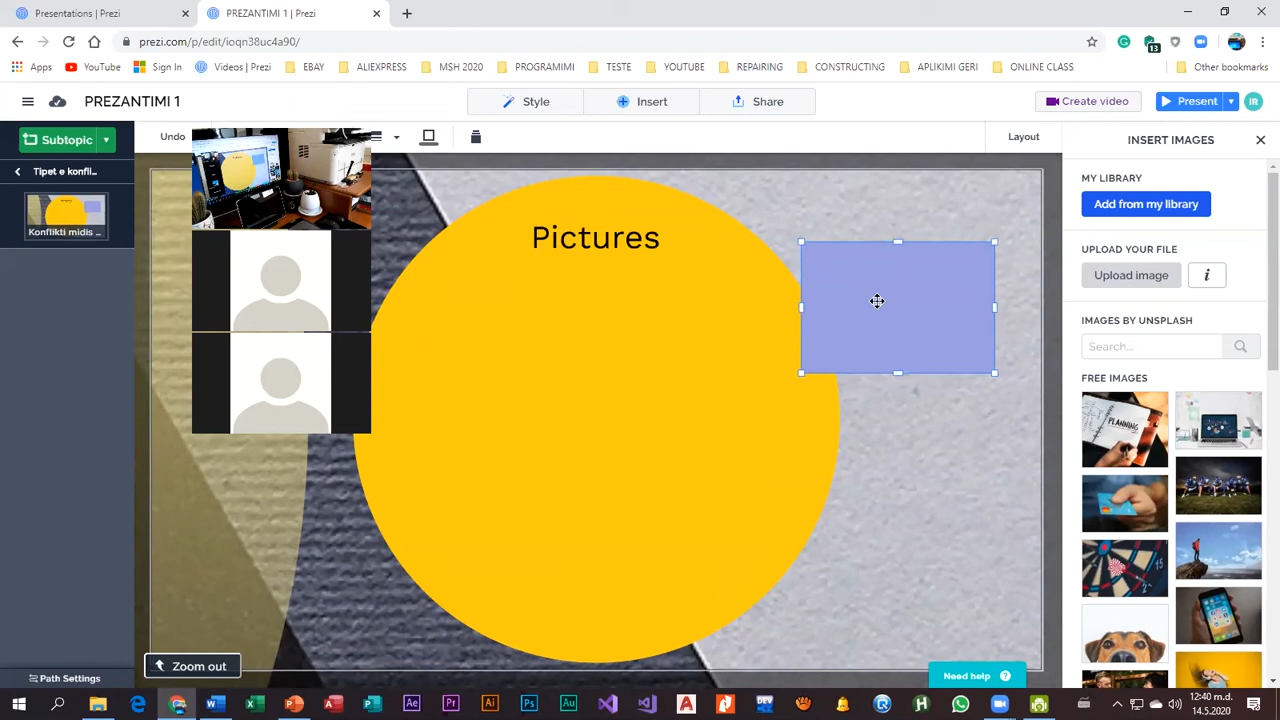 Presentations | Prezi
PREZANTIMI 1 | Prezi
prezi.com/p/edit/ioqn38uc4a90/
13
Apps
YouTube
Sign In
Videos | Prezi
EBAY
ALIEXPRESS
MSH 2020
PROGRAMIMI
TESTE
YOUTUBE
REPAIRING
CONSTRUCTING
APLIKIMI GERI
ONLINE CLASS
Other bookmarks
PREZANTIMI 1
Style
Insert
Share
Create video
Present
IR
Subtopic
Undo
Layout
INSERT IMAGES
Tipet e konfli...
Konflikti midis ...
Pictures
MY LIBRARY
Add from my library
UPLOAD YOUR FILE
Upload image
i
IMAGES BY UNSPLASH
Search...
FREE IMAGES
PLANNING
Zoom out
Need help ?
Path Settings
12:40 m.d.
14.5.2020